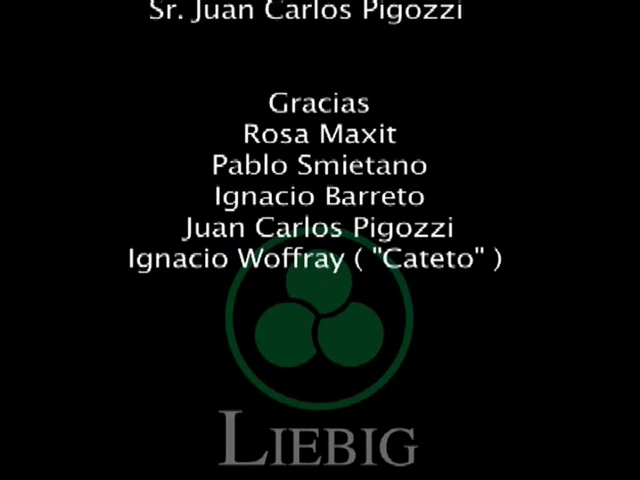 Sr. Juan Carlos Pigozzi
Gracias
Rosa Maxit
Pablo Smietano
Ignacio Barreto
Juan Carlos Pigozzi
Ignacio Woffray ( "Cateto" )
LIEBIG